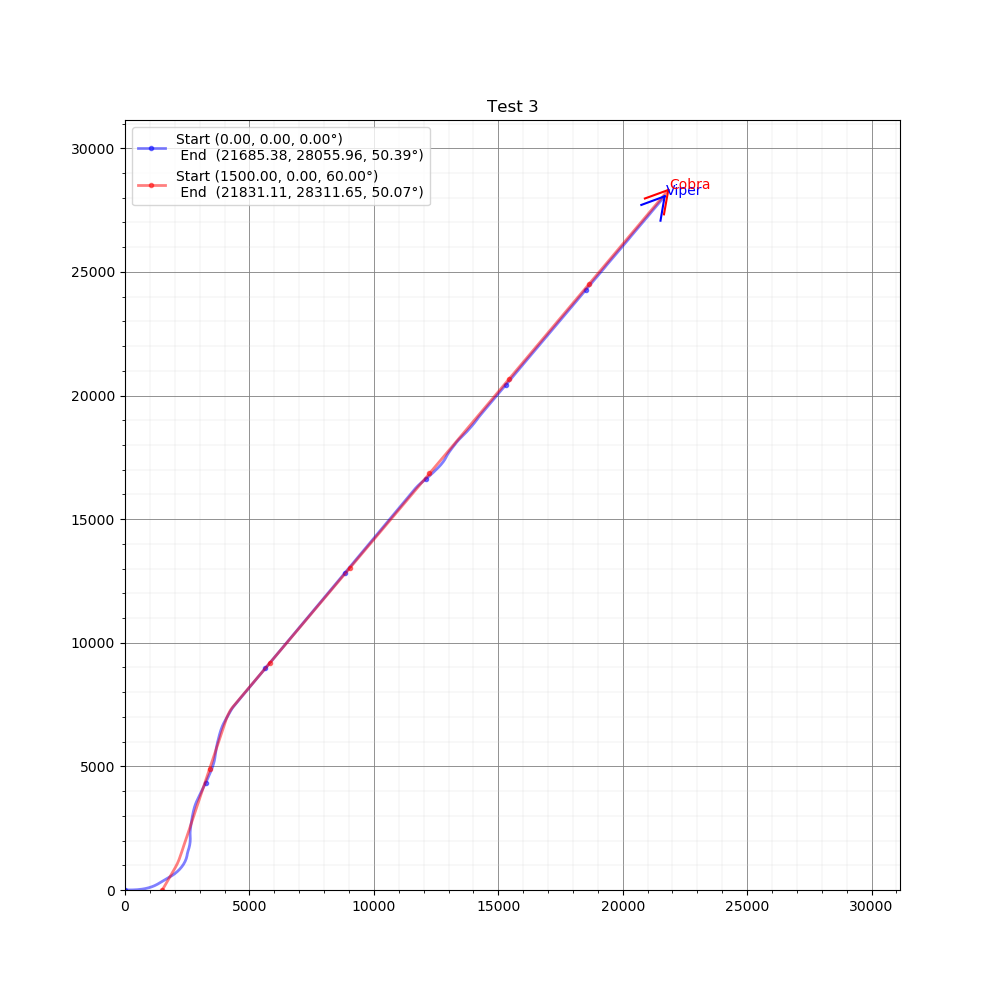 Test 3
Start (0.00, 0.00, 0.00°)
End (21685.38, 28055.96, 50.39°)
Start (1500.00, 0.00, 60.00°)
End (21831.11, 28311.65, 50.07°)
Cobra
Viper
30000
25000
20000
15000
10000
5000
0
0 5000 10000 15000 20000 25000 30000